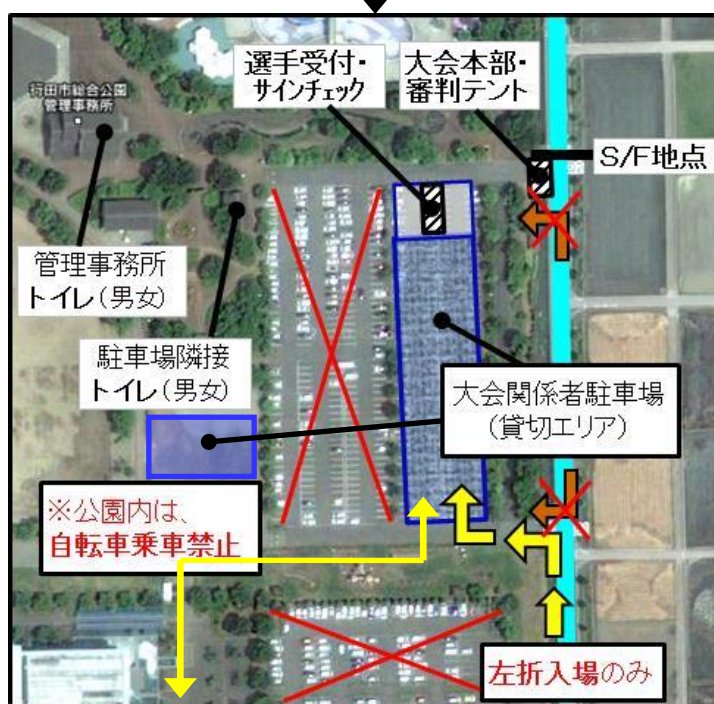 選手受付・
サインチェック
大会本部・
審判テント
行田市総合公園
管理事務所
S/F地点
管理事務所
トイレ(男女)
駐車場隣接
トイレ(男女)
大会関係者駐車場
(貸切エリア)
※公園内は、
自転車乗車禁止
左折入場のみ